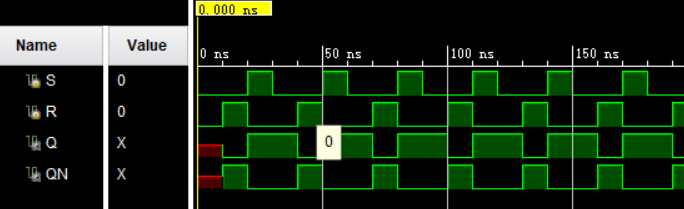 0.000 ns
Name Value
0 ns 50 ns 100 ns 150 ns
S 0
R 0
Q X 0
QN X